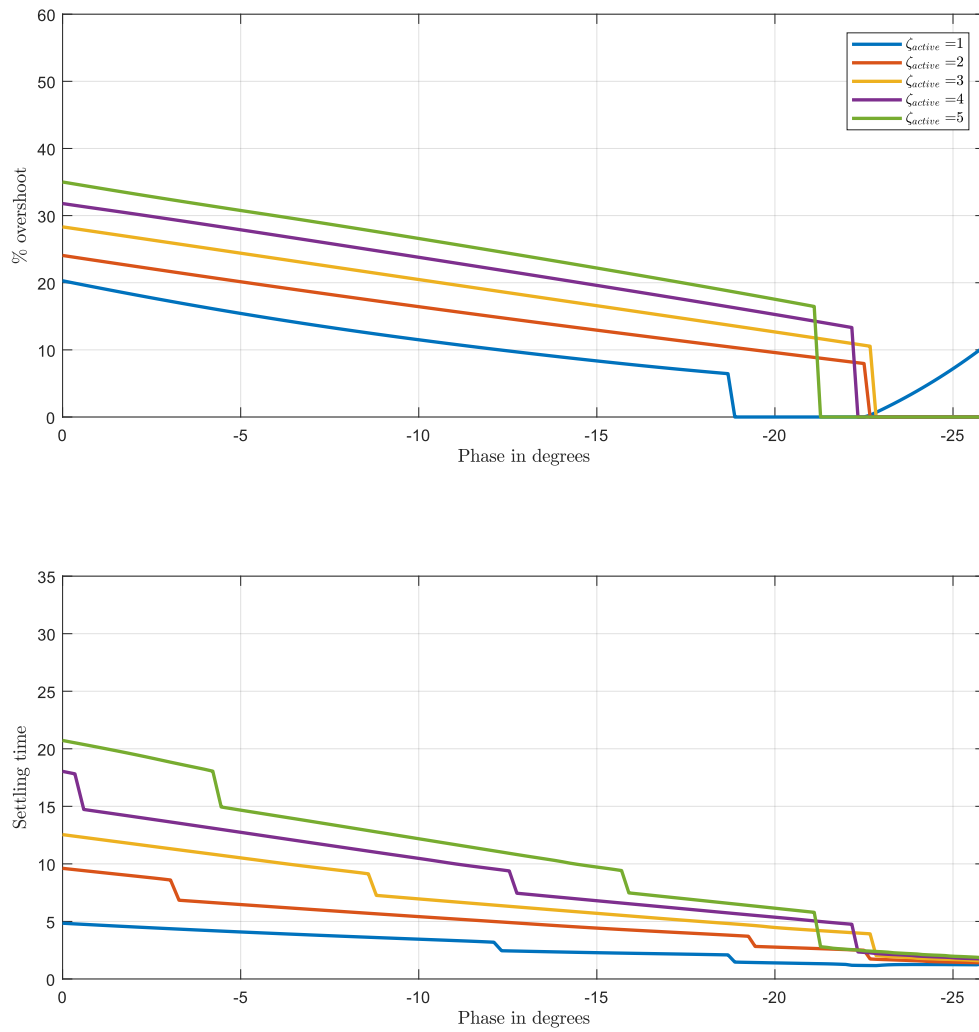 60
50
40
30
20
10
0
% overshoot
ζactive =1
ζactive =2
ζactive =3
ζactive =4
ζactive =5
0 -5 -10 -15 -20 -25
Phase in degrees
35
30
25
20
15
10
5
0
Settling time
0 -5 -10 -15 -20 -25
Phase in degrees